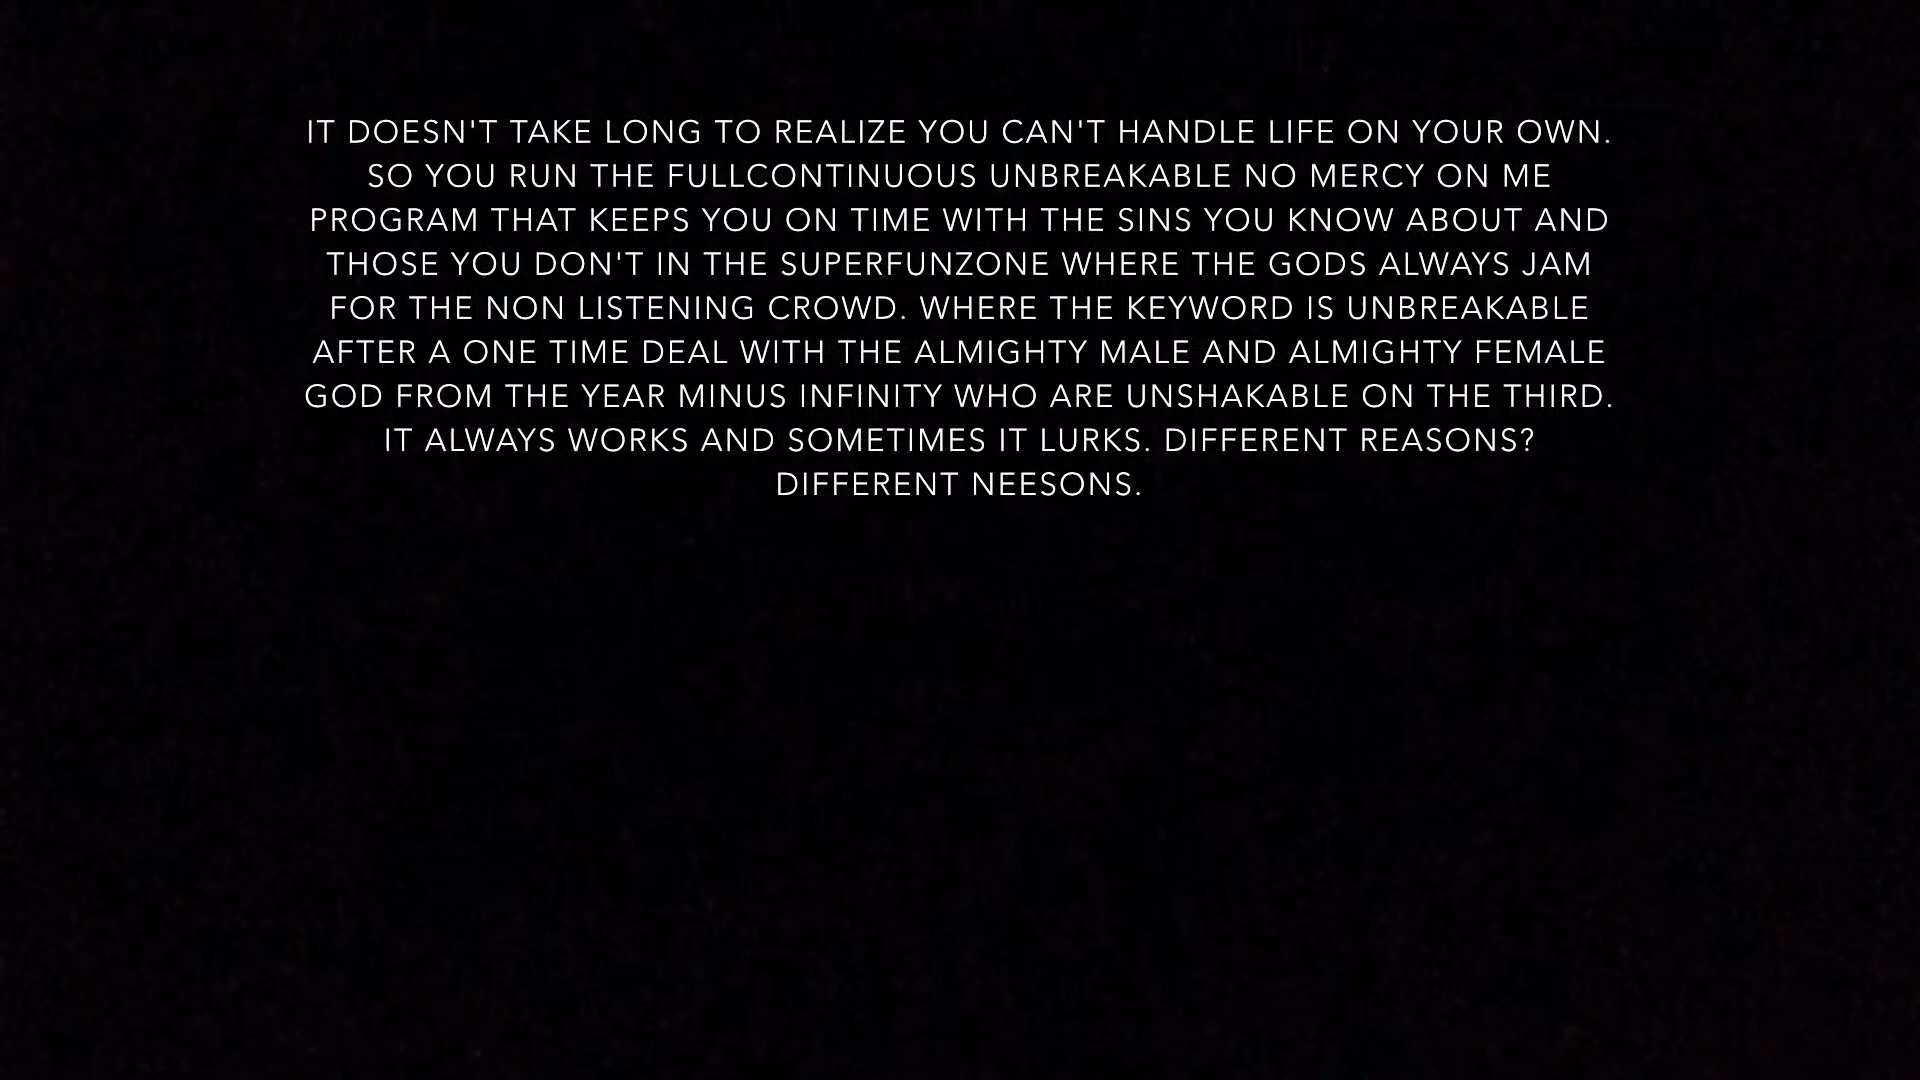 IT DOESN'T TAKE LONG TO REALIZE YOU CAN'T HANDLE LIFE ON YOUR OWN.
SO YOU RUN THE FULLCONTINUOUS UNBREAKABLE NO MERCY ON ME
PROGRAM THAT KEEPS YOU ON TIME WITH THE SINS YOU KNOW ABOUT AND
THOSE YOU DON'T IN THE SUPERFUNZONE WHERE THE GODS ALWAYS JAM
FOR THE NON LISTENING CROWD. WHERE THE KEYWORD IS UNBREAKABLE
AFTER A ONE TIME DEAL WITH THE ALMIGHTY MALE AND ALMIGHTY FEMALE
GOD FROM THE YEAR MINUS INFINITY WHO ARE UNSHAKABLE ON THE THIRD.
IT ALWAYS WORKS AND SOMETIMES IT LURKS. DIFFERENT REASONS?
DIFFERENT NEESONS.